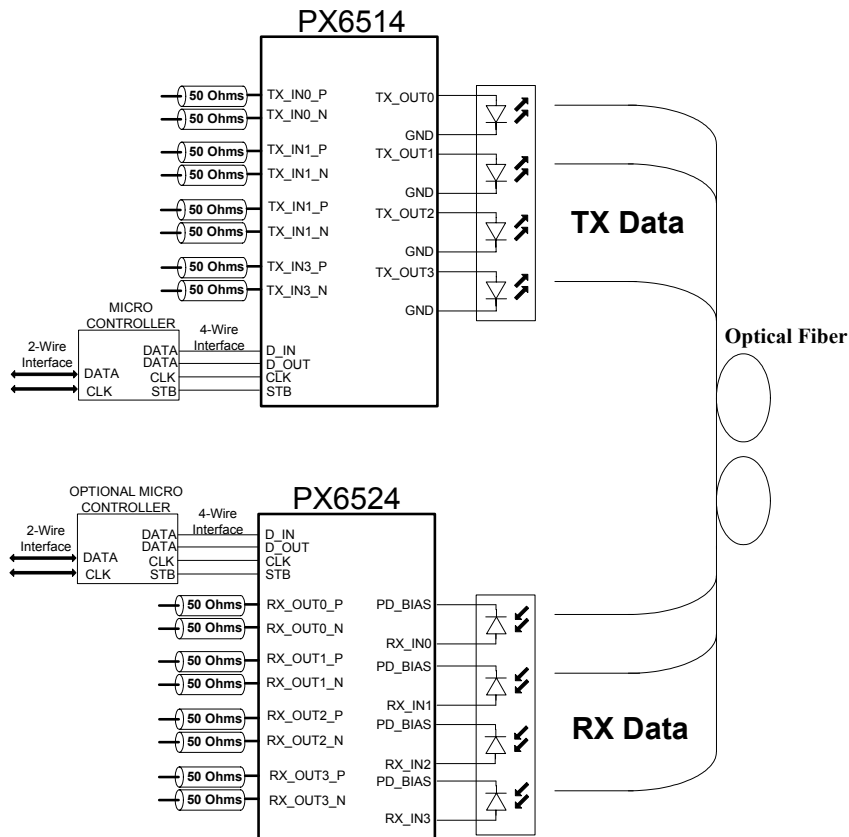 PX6514
50 Ohms TX_IN0_P
50 Ohms TX_IN0_N
50 Ohms TX_IN1_P
50 Ohms TX_IN1_N
50 Ohms TX_IN1_P
50 Ohms TX_IN1_N
50 Ohms TX_IN3_P
50 Ohms TX_IN3_N
TX_OUT0
GND
TX_OUT1
GND
TX_OUT2
GND
TX_OUT3
GND
TX Data
MICRO
CONTROLLER
2-Wire
Interface
DATA
CLK
4-Wire
Interface
DATA D_IN
DATA D_OUT
CLK CLK
STB STB
Optical Fiber
PX6524
OPTIONAL MICRO
CONTROLLER
2-Wire
Interface
DATA
CLK
4-Wire
Interface
DATA D_IN
DATA D_OUT
CLK CLK
STB STB
50 Ohms RX_OUT0_P
50 Ohms RX_OUT0_N
50 Ohms RX_OUT1_P
50 Ohms RX_OUT1_N
50 Ohms RX_OUT2_P
50 Ohms RX_OUT2_N
50 Ohms RX_OUT3_P
50 Ohms RX_OUT3_N
PD_BIAS
RX_IN0
PD_BIAS
RX_IN1
PD_BIAS
RX_IN2
PD_BIAS
RX_IN3
RX Data